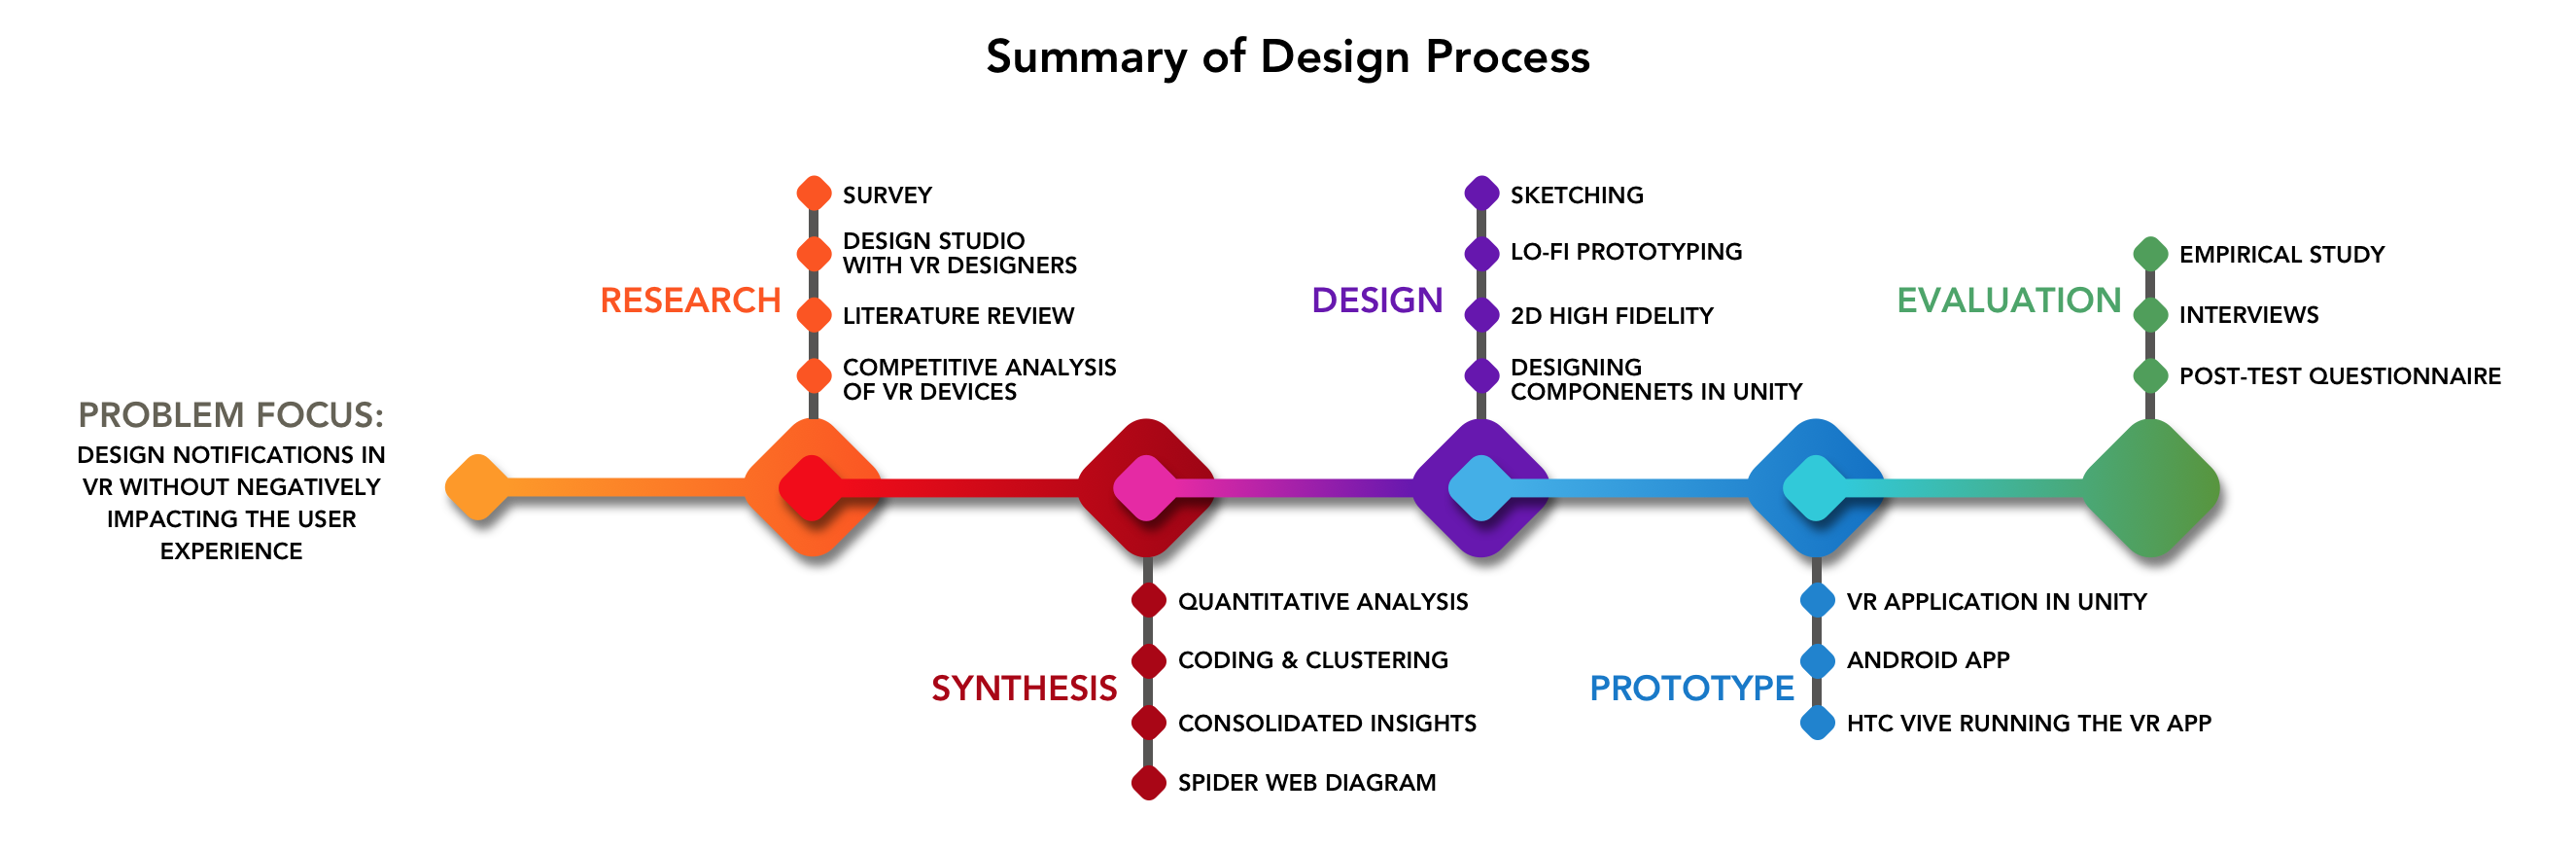 Summary of Design Process
PROBLEM FOCUS:
DESIGN NOTIFICATIONS IN
VR WITHOUT NEGATIVELY
IMPACTING THE USER
EXPERIENCE
RESEARCH
SURVEY
DESIGN STUDIO
WITH VR DESIGNERS
LITERATURE REVIEW
COMPETITIVE ANALYSIS
OF VR DEVICES
SYNTHESIS
QUANTITATIVE ANALYSIS
CODING & CLUSTERING
CONSOLIDATED INSIGHTS
SPIDER WEB DIAGRAM
DESIGN
SKETCHING
LO-FI PROTOTYPING
2D HIGH FIDELITY
DESIGNING
COMPONENETS IN UNITY
PROTOTYPE
VR APPLICATION IN UNITY
ANDROID APP
HTC VIVE RUNNING THE VR APP
EVALUATION
EMPIRICAL STUDY
INTERVIEWS
POST-TEST QUESTIONNAIRE